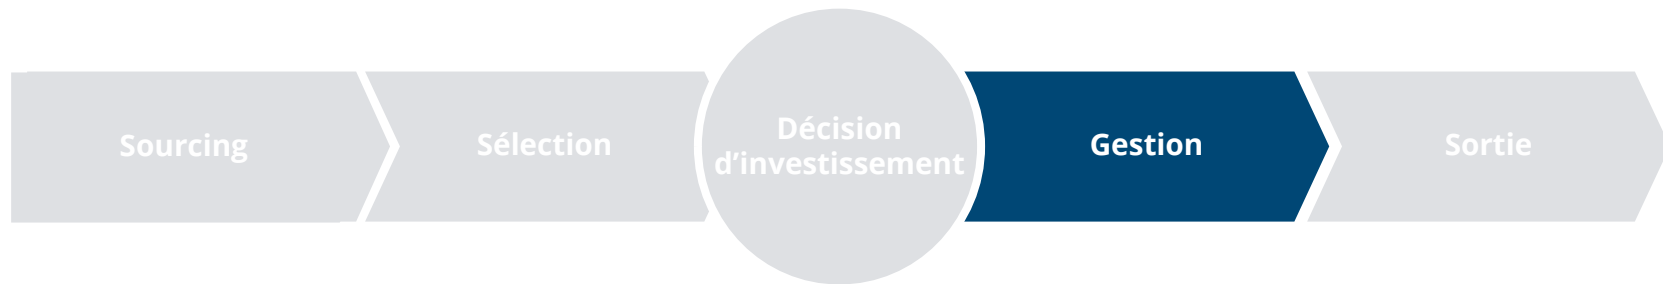 Sourcing
Sélection
Décision
d’investissement
Gestion
Sortie